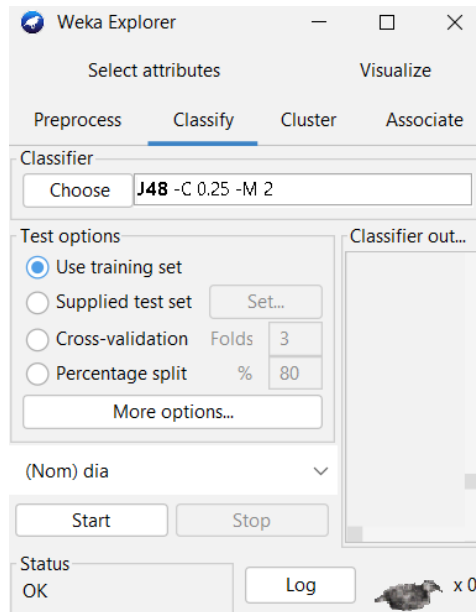 Weka Explorer
Select attributes Visualize
Preprocess Classify Cluster Associate
Classifier
Choose J48 -C 0.25 -M 2
Test options
Use training set
Supplied test set Set...
Cross-validation Folds 3
Percentage split % 80
More options...
(Nom) dia
Start Stop
Classifier out...
Status
OK
Log
x 0